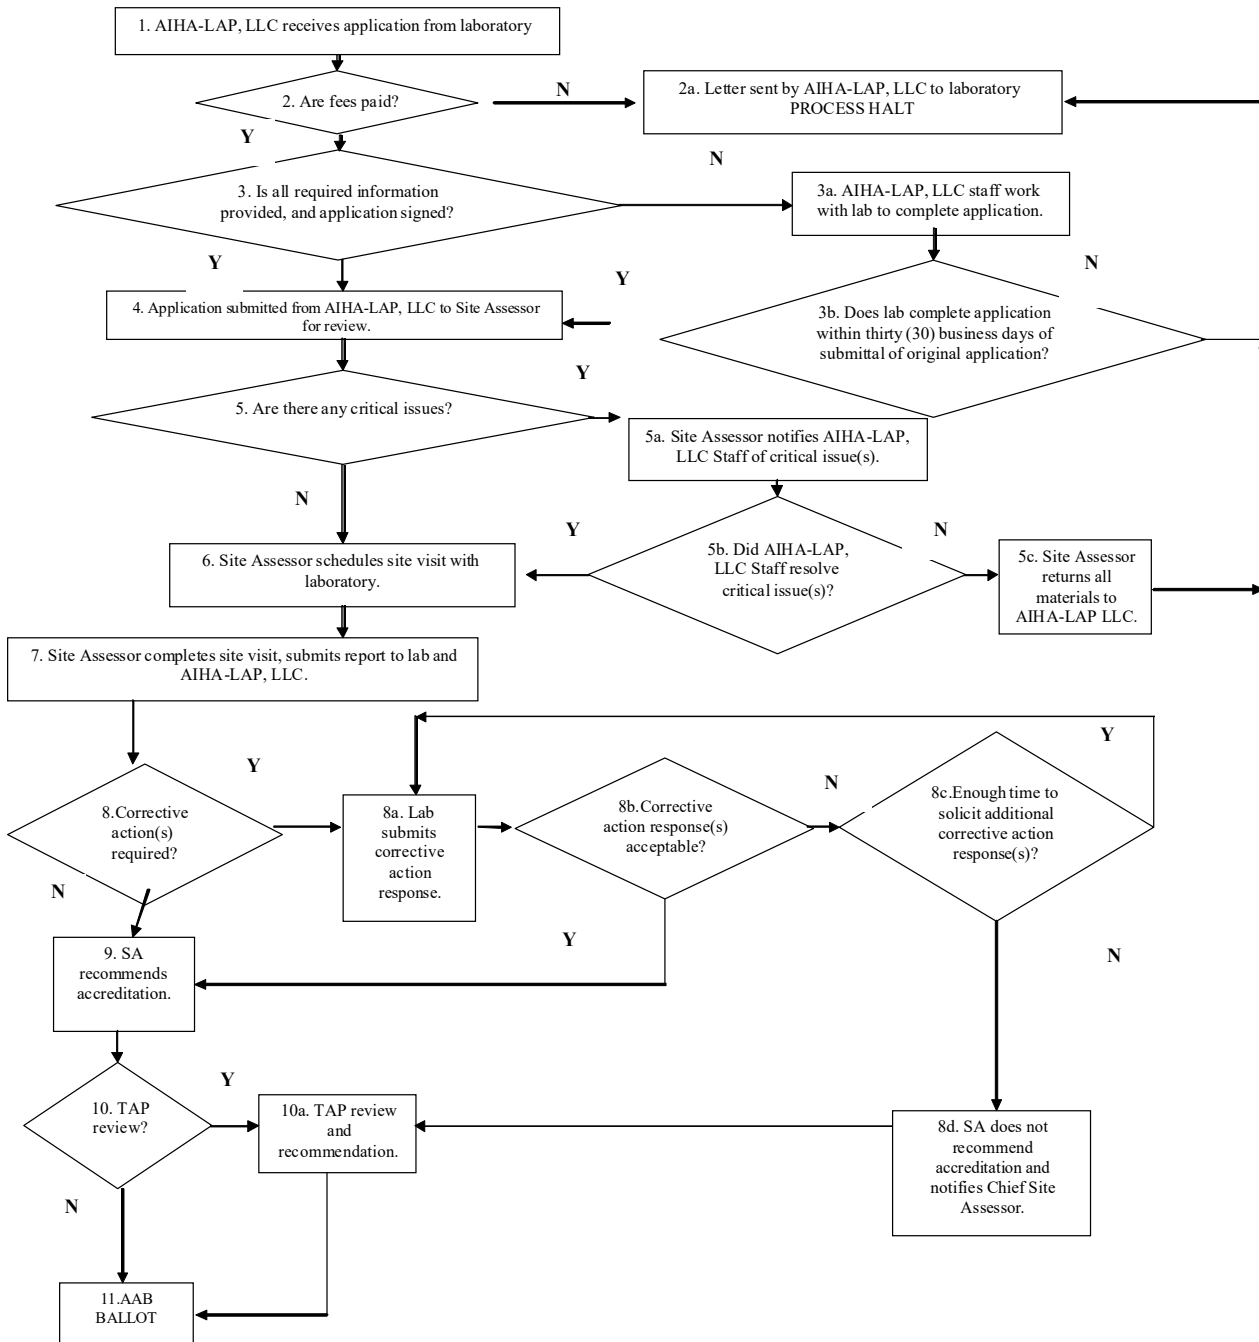 1. AIHA-LAP, LLC receives application from laboratory
2. Are fees paid?
N
2a. Letter sent by AIHA-LAP, LLC to laboratory
PROCESS HALT
Y
N
3. Is all required information
provided, and application signed?
3a. AIHA-LAP, LLC staff work
with lab to complete application.
Y
Y
N
4. Application submitted from AIHA-LAP, LLC to Site Assessor
for review.
3b. Does lab complete application
within thirty (30) business days of
submittal of original application?
Y
5. Are there any critical issues?
5a. Site Assessor notifies AIHA-LAP,
LLC Staff of critical issue(s).
N
Y
N
6. Site Assessor schedules site visit with
laboratory.
5b. Did AIHA-LAP,
LLC Staff resolve
critical issue(s)?
5c. Site Assessor
returns all
materials to
AIHA-LAP LLC.
7. Site Assessor completes site visit, submits report to lab and
AIHA-LAP, LLC.
Y
N
Y
8.Corrective
action(s)
required?
8a. Lab
submits
corrective
action
response.
8b.Corrective
action response(s)
acceptable?
8c.Enough time to
solicit additional
corrective action
response(s)?
N
Y
N
9. SA
recommends
accreditation.
Y
10. TAP
review?
10a. TAP review
and
recommendation.
8d. SA does not
recommend
accreditation and
notifies Chief Site
Assessor.
N
11.AAB
BALLOT